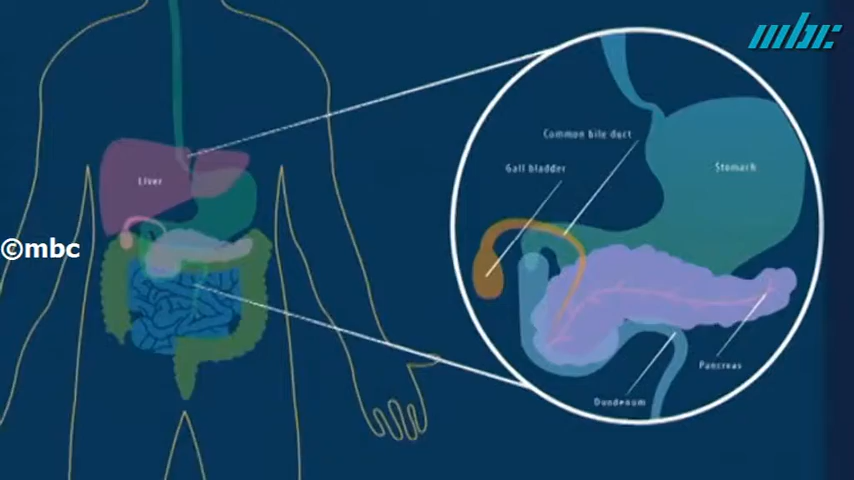 mbc
Common bile duct
Gall bladder
Stomach
Liver
©mbc
Pancreas
Duodenum